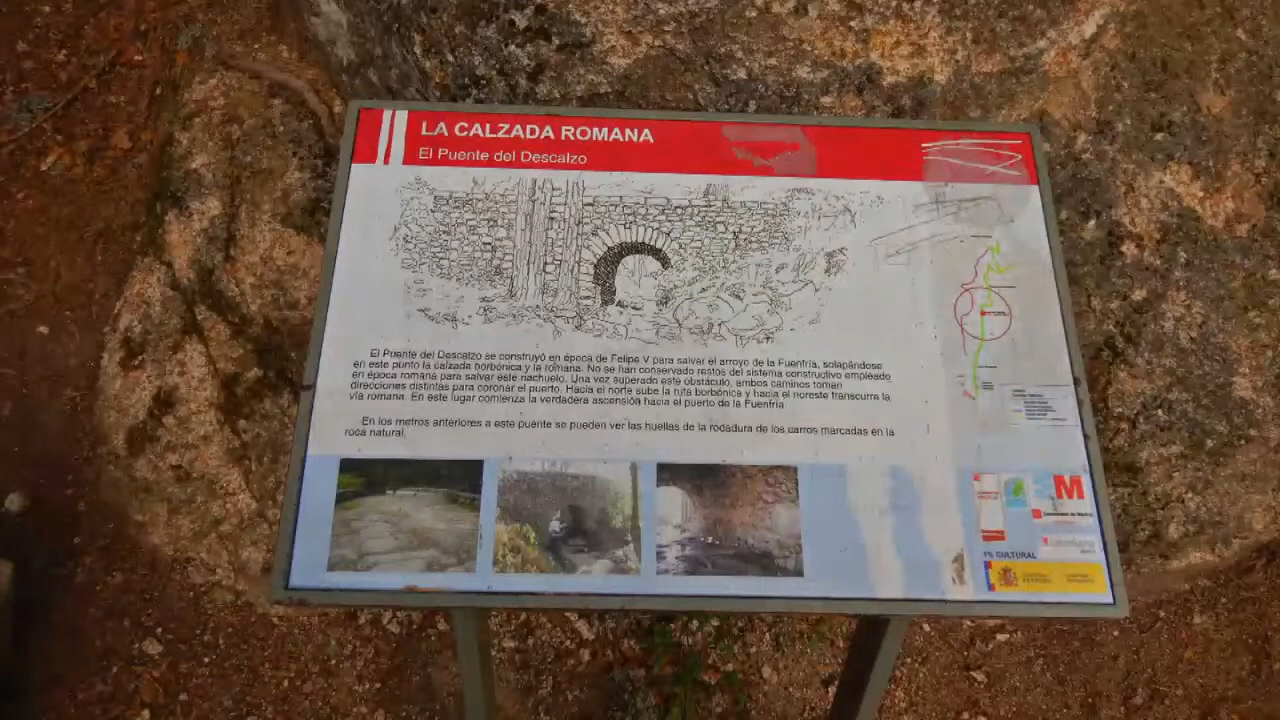 LA CALZADA ROMANA
El Puente del Descalzo
El Puente del Descalzo se construyó en época de Felipe V para salvar el arroyo de la Fuenfría, solapándose
en este punto la calzada borbónica y la romana. No se han conservado restos del sistema constructivo empleado
en época romana para salvar este riachuelo. Una vez superado este obstáculo, ambos caminos toman
direcciones distintas para coronar el puerto. Hacia el norte sube la ruta borbónica y hacia el noreste transcurre la
vía romana. En este lugar comienza la verdadera ascensión hacia el puerto de la Fuenfría
En los metros anteriores a este puente se pueden ver las huellas de la rodadura de los carros marcadas en la
roca natural.
M
Comunidad de Madrid
1% CULTURAL